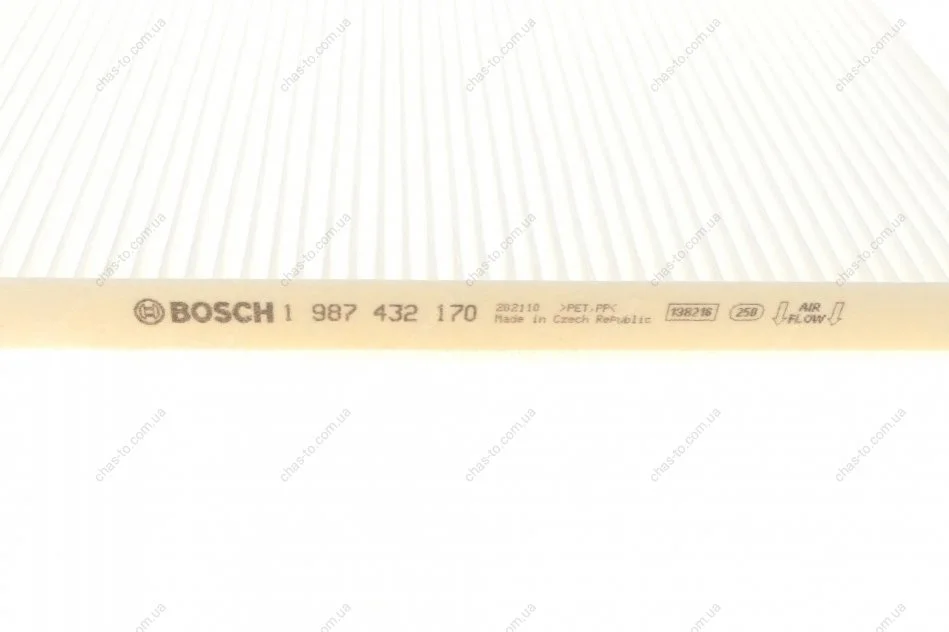 BOSCH 1 987 432 170
282110 >PET,PP<
Made in Czech Republic
138216
250
AIR
FLOW
chas-to.com.ua